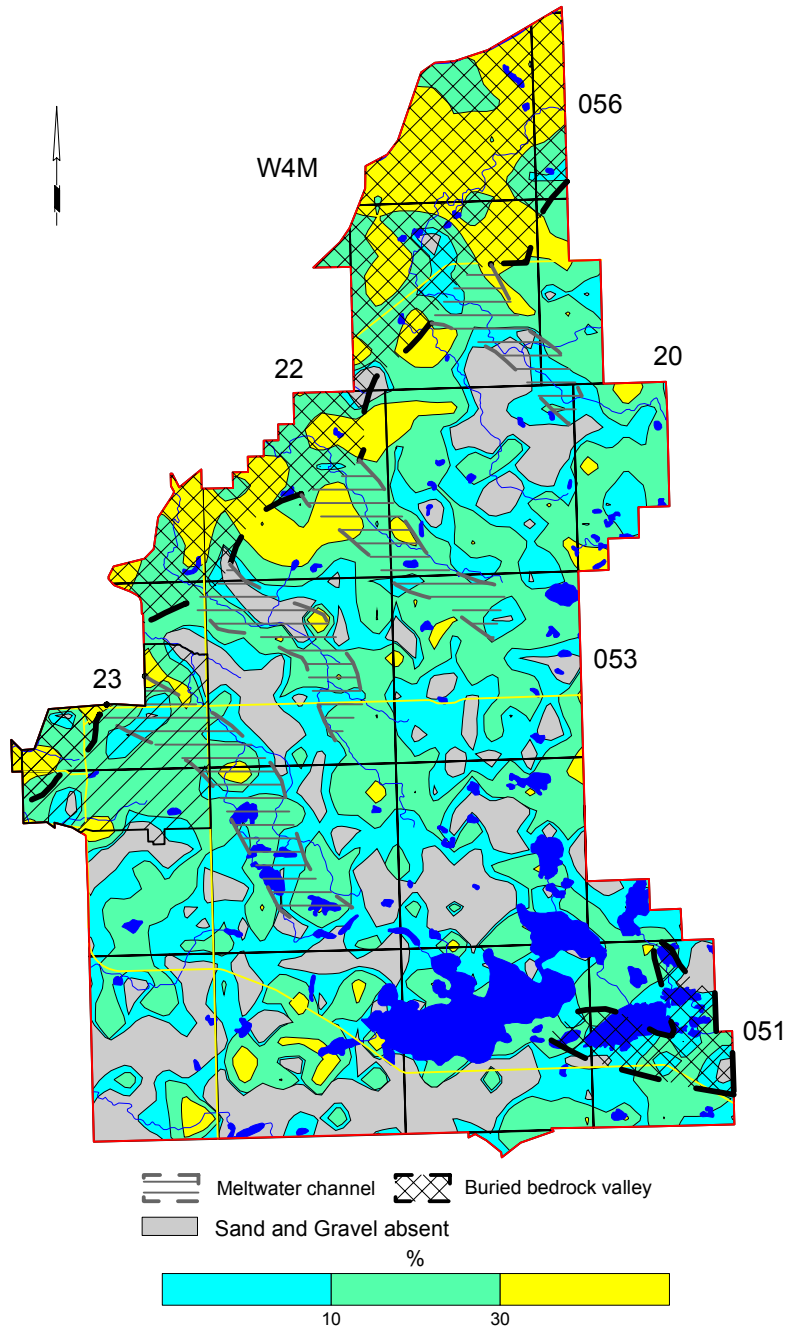 056
W4M
22
20
053
23
051
Meltwater channel
Buried bedrock valley
Sand and Gravel absent
%
10
30